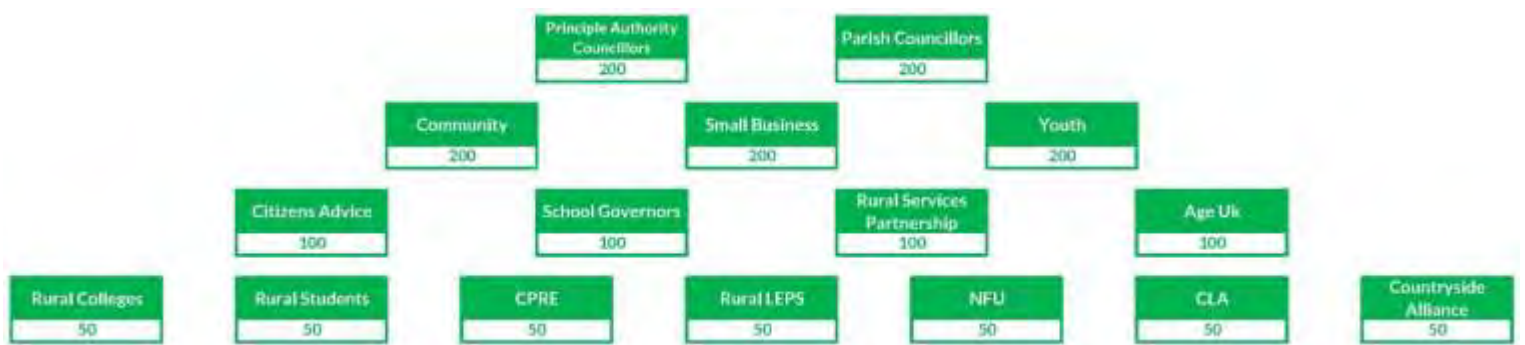 Principle Authority
Councillors
200
Parish Councillors
200
Community
200
Small Business
200
Youth
200
Citizens Advice
100
School Governors
100
Rural Services
Partnership
100
Age Uk
100
Rural Colleges
50
Rural Students
50
CPRE
50
Rural LEPS
50
NFU
50
CLA
50
Countryside
Alliance
50